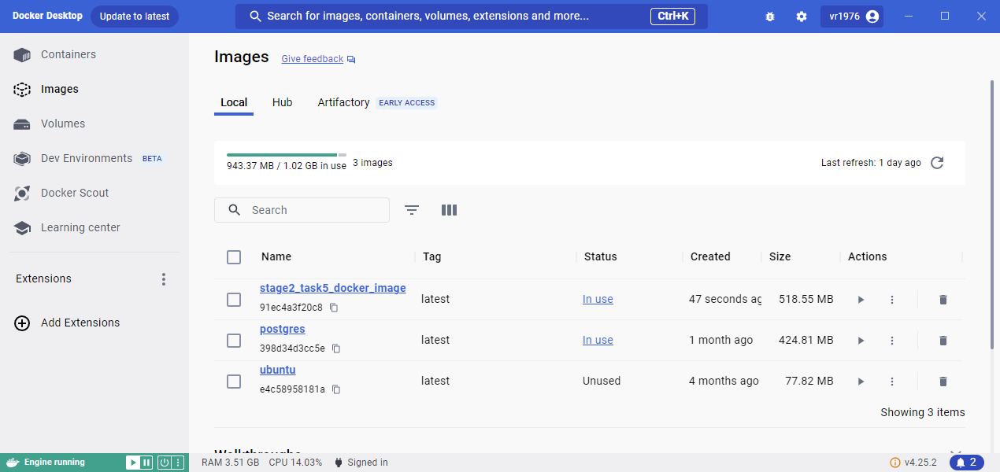 Docker Desktop Update to latest Search for images, containers, volumes, extensions and more... Ctrl+K vr1976
Containers
Images
Volumes
Dev Environments BETA
Docker Scout
Learning center
Extensions
Add Extensions
Images Give feedback
Local Hub Artifactory EARLY ACCESS
943.37 MB / 1.02 GB in use 3 images Last refresh: 1 day ago
Search
Name Tag Status Created Size Actions
stage2_task5_docker_image
91ec4a3f20c8 latest In use 47 seconds ag 518.55 MB
postgres
398d34d3cc5e latest In use 1 month ago 424.81 MB
ubuntu
e4c58958181a latest Unused 4 months ago 77.82 MB
Showing 3 items
Walkthroughs
Engine running RAM 3.51 GB CPU 14.03% Signed in v4.25.2 2